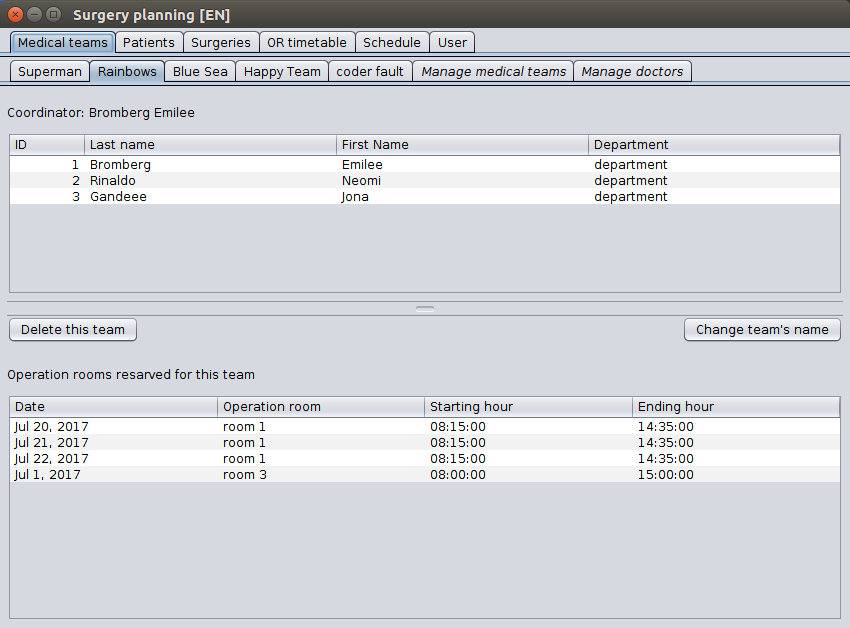 Surgery planning [EN]
Medical teams Patients Surgeries OR timetable Schedule User
Superman Rainbows Blue Sea Happy Team coder fault Manage medical teams Manage doctors
Coordinator: Bromberg Emilee
ID Last name First Name Department
1 Bromberg Emilee department
2 Rinaldo Neomi department
3 Gandeee Jona department
Delete this team Change team's name
Operation rooms resarved for this team
Date Operation room Starting hour Ending hour
Jul 20, 2017 room 1 08:15:00 14:35:00
Jul 21, 2017 room 1 08:15:00 14:35:00
Jul 22, 2017 room 1 08:15:00 14:35:00
Jul 1, 2017 room 3 08:00:00 15:00:00